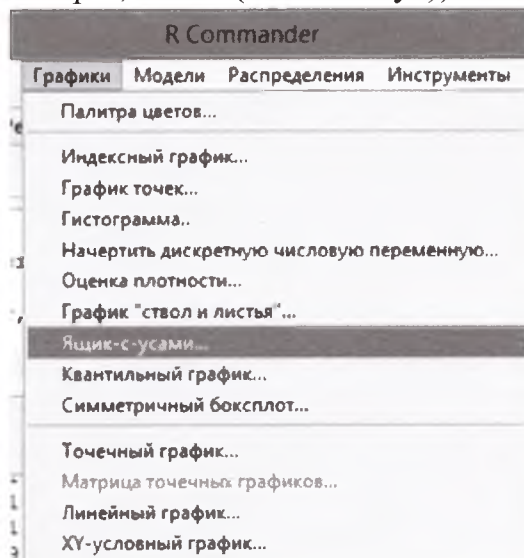 R Commander
Графики Модели Распределения Инструменты
Палитра цветов...
Индексный график...
График точек...
Гистограмма..
Начертить дискретную числовую переменную...
Оценка плотности...
График "ствол и листья"...
Ящик-с-усами...
Квантильный график...
Симметричный боксплот...
Точечный график...
Матрица точечных графиков...
Линейный график...
XY-условный график...